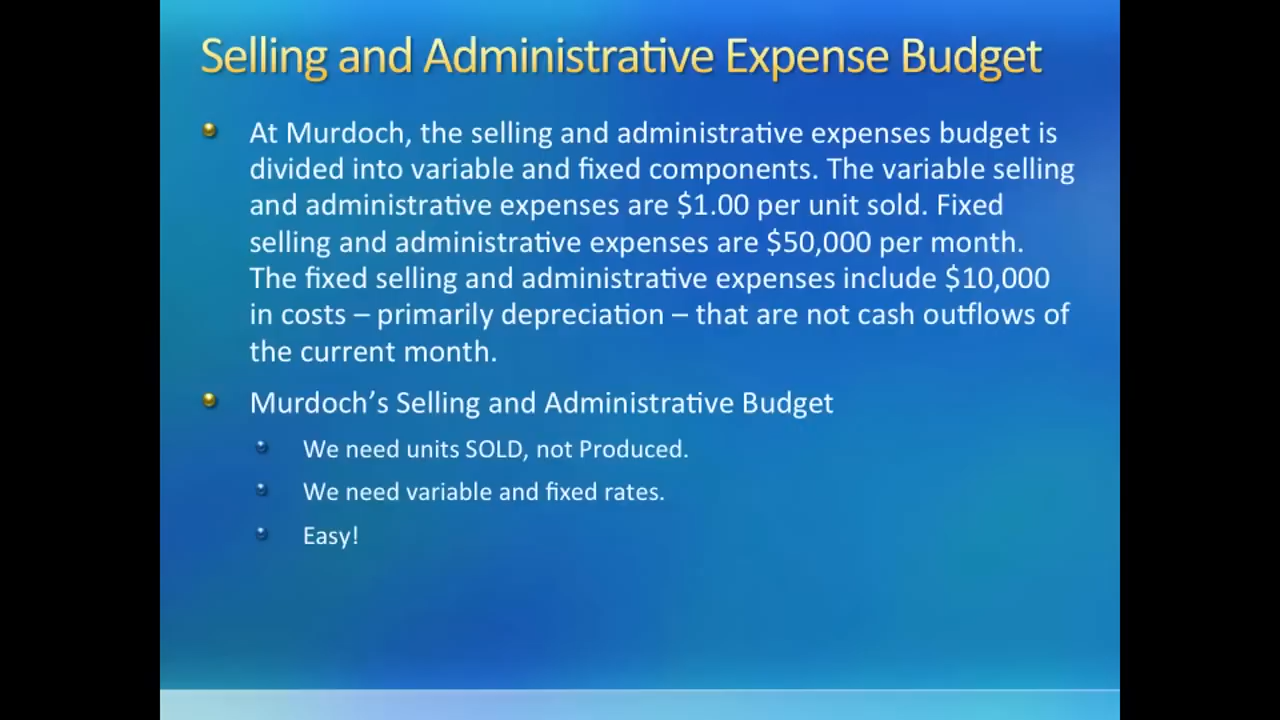 Selling and Administrative Expense Budget
At Murdoch, the selling and administrative expenses budget is
divided into variable and fixed components. The variable selling
and administrative expenses are $1.00 per unit sold. Fixed
selling and administrative expenses are $50,000 per month.
The fixed selling and administrative expenses include $10,000
in costs – primarily depreciation – that are not cash outflows of
the current month.
Murdoch’s Selling and Administrative Budget
We need units SOLD, not Produced.
We need variable and fixed rates.
Easy!